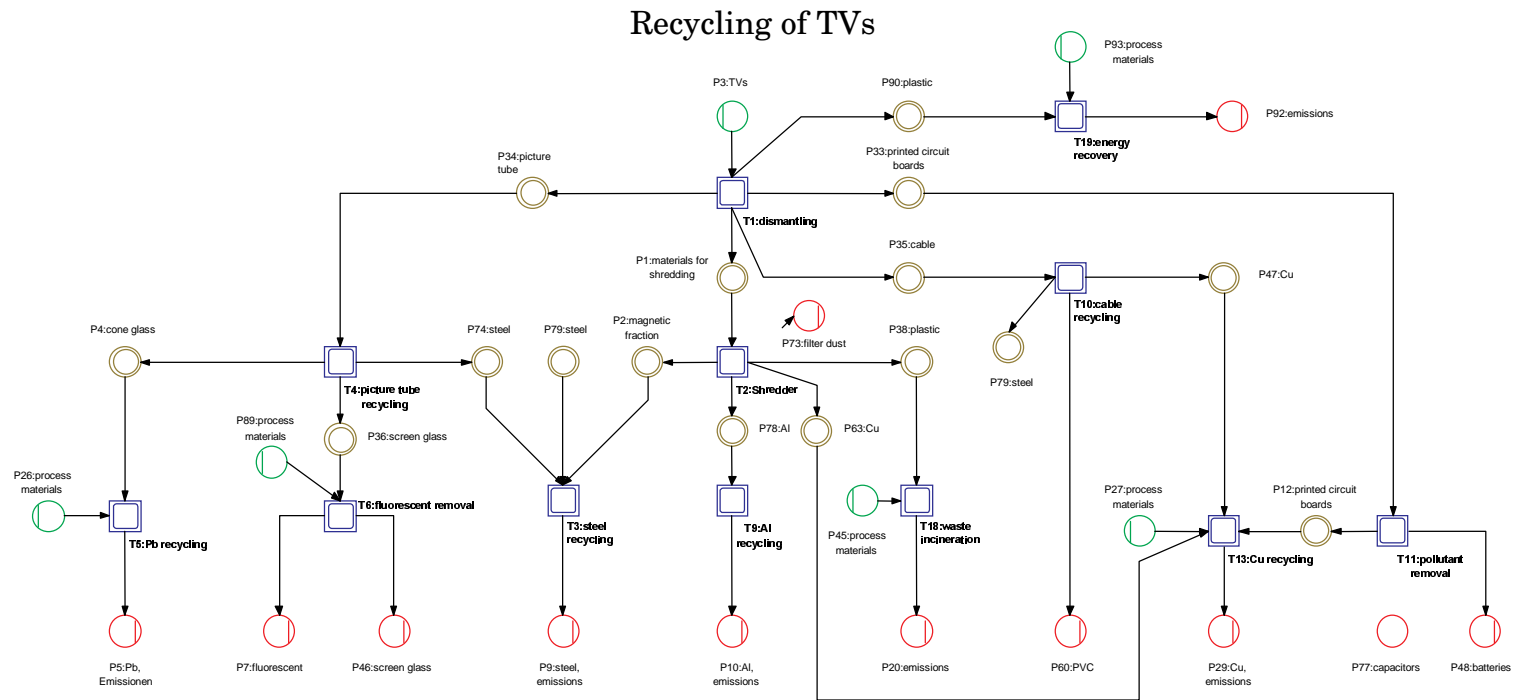 Recycling of TVs
P93:process
materials
P3:TVs
P90:plastic
P92:emissions
T19:energy
recovery
P34:picture
tube
P33:printed circuit
boards
T1:dismantling
P1:materials for
shredding
P35:cable
P47:Cu
T10:cable
recycling
P4:cone glass
P74:steel
P79:steel
P2:magnetic
fraction
P73:filter dust
P38:plastic
P79:steel
T4:picture tube
recycling
T2:Shredder
P89:process
materials
P36:screen glass
P78:Al
P63:Cu
P26:process
materials
T6:fluorescent removal
P27:process
materials
P12:printed circuit
boards
T5:Pb recycling
T3:steel
recycling
T9:Al
recycling
P45:process
materials
T18:waste
incineration
T13:Cu recycling
T11:pollutant
removal
P5:Pb,
Emissionen
P7:fluorescent
P46:screen glass
P9:steel,
emissions
P10:Al,
emissions
P20:emissions
P60:PVC
P29:Cu,
emissions
P77:capacitors
P48:batteries